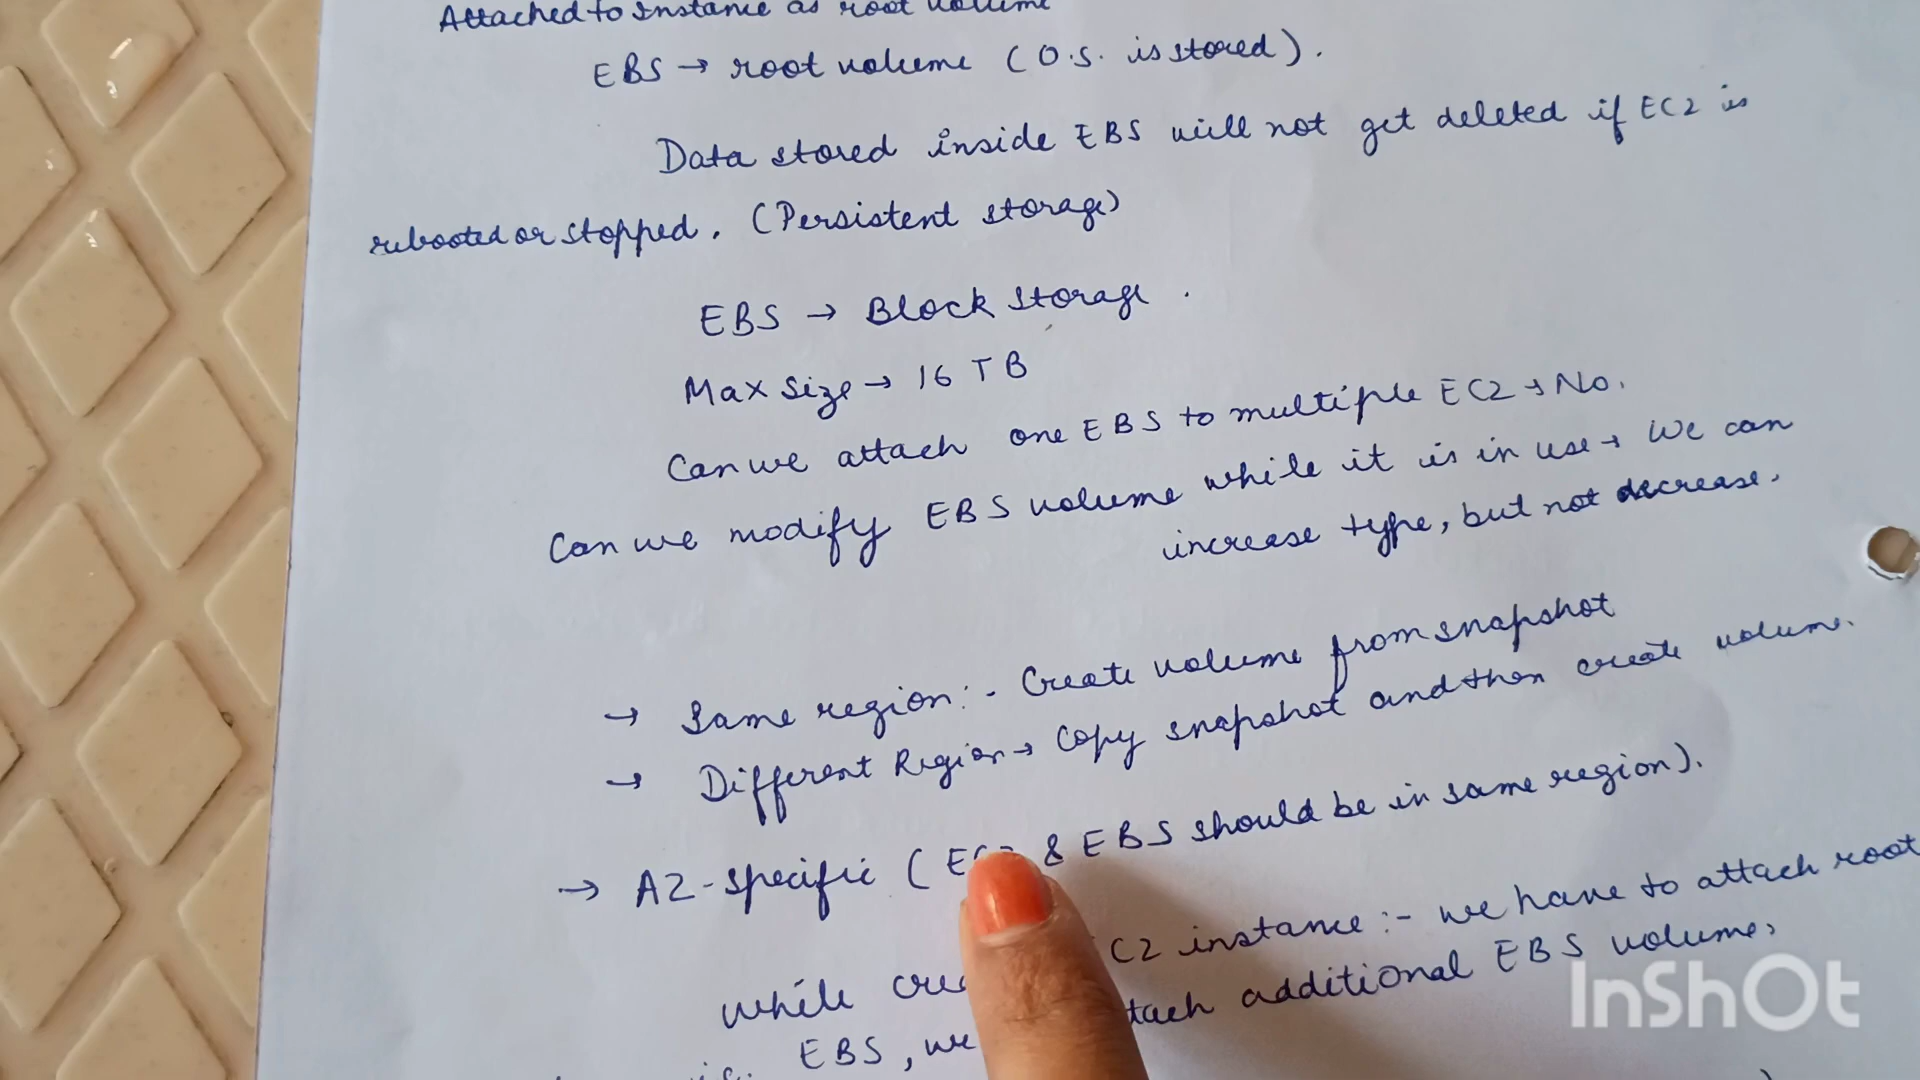 Attached to instance as root volume
EBS → root volume (O.S. is stored).
Data stored inside EBS will not get deleted if EC2 is
rebooted or stopped. (Persistent storage)
EBS → Block storage.
Max size → 16 TB
Can we attach one EBS to multiple EC2 → No.
Can we modify EBS volume while it is in use → We can
increase type, but not decrease.
→ Same region:- Create volume from snapshot
→ Different Region → Copy snapshot and then create volume.
→ AZ-specific ( & EBS should be in same region).
while C2 instance:- we have to attach root
EBS, we additional EBS volume,
InShOt